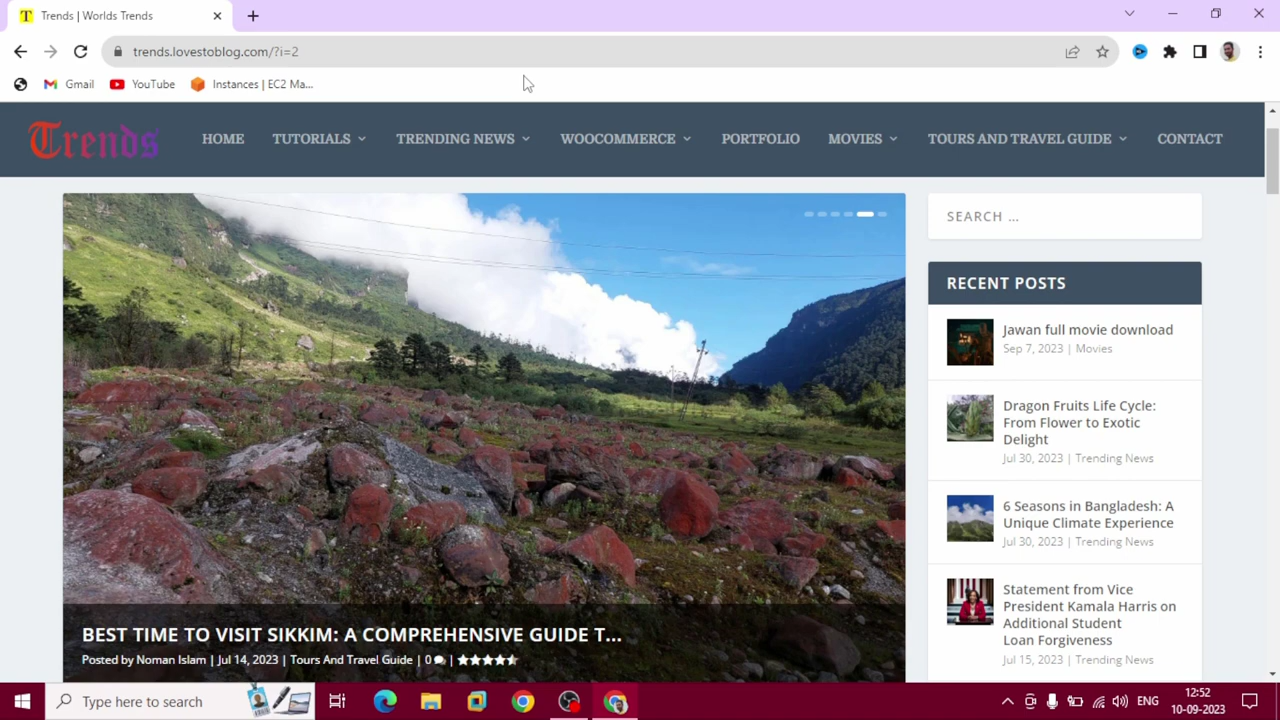 Trends | Worlds Trends
trends.lovestoblog.com/?i=2
Gmail
YouTube
Instances | EC2 Ma...
Trends
HOME
TUTORIALS
TRENDING NEWS
WOOCOMMERCE
PORTFOLIO
MOVIES
TOURS AND TRAVEL GUIDE
CONTACT
BEST TIME TO VISIT SIKKIM: A COMPREHENSIVE GUIDE T...
Posted by Noman Islam | Jul 14, 2023 | Tours And Travel Guide | 0 |
SEARCH ...
RECENT POSTS
Jawan full movie download
Sep 7, 2023 | Movies
Dragon Fruits Life Cycle:
From Flower to Exotic
Delight
Jul 30, 2023 | Trending News
6 Seasons in Bangladesh: A
Unique Climate Experience
Jul 30, 2023 | Trending News
Statement from Vice
President Kamala Harris on
Additional Student
Loan Forgiveness
Jul 15, 2023 | Trending News
Type here to search
ENG
12:52
10-09-2023